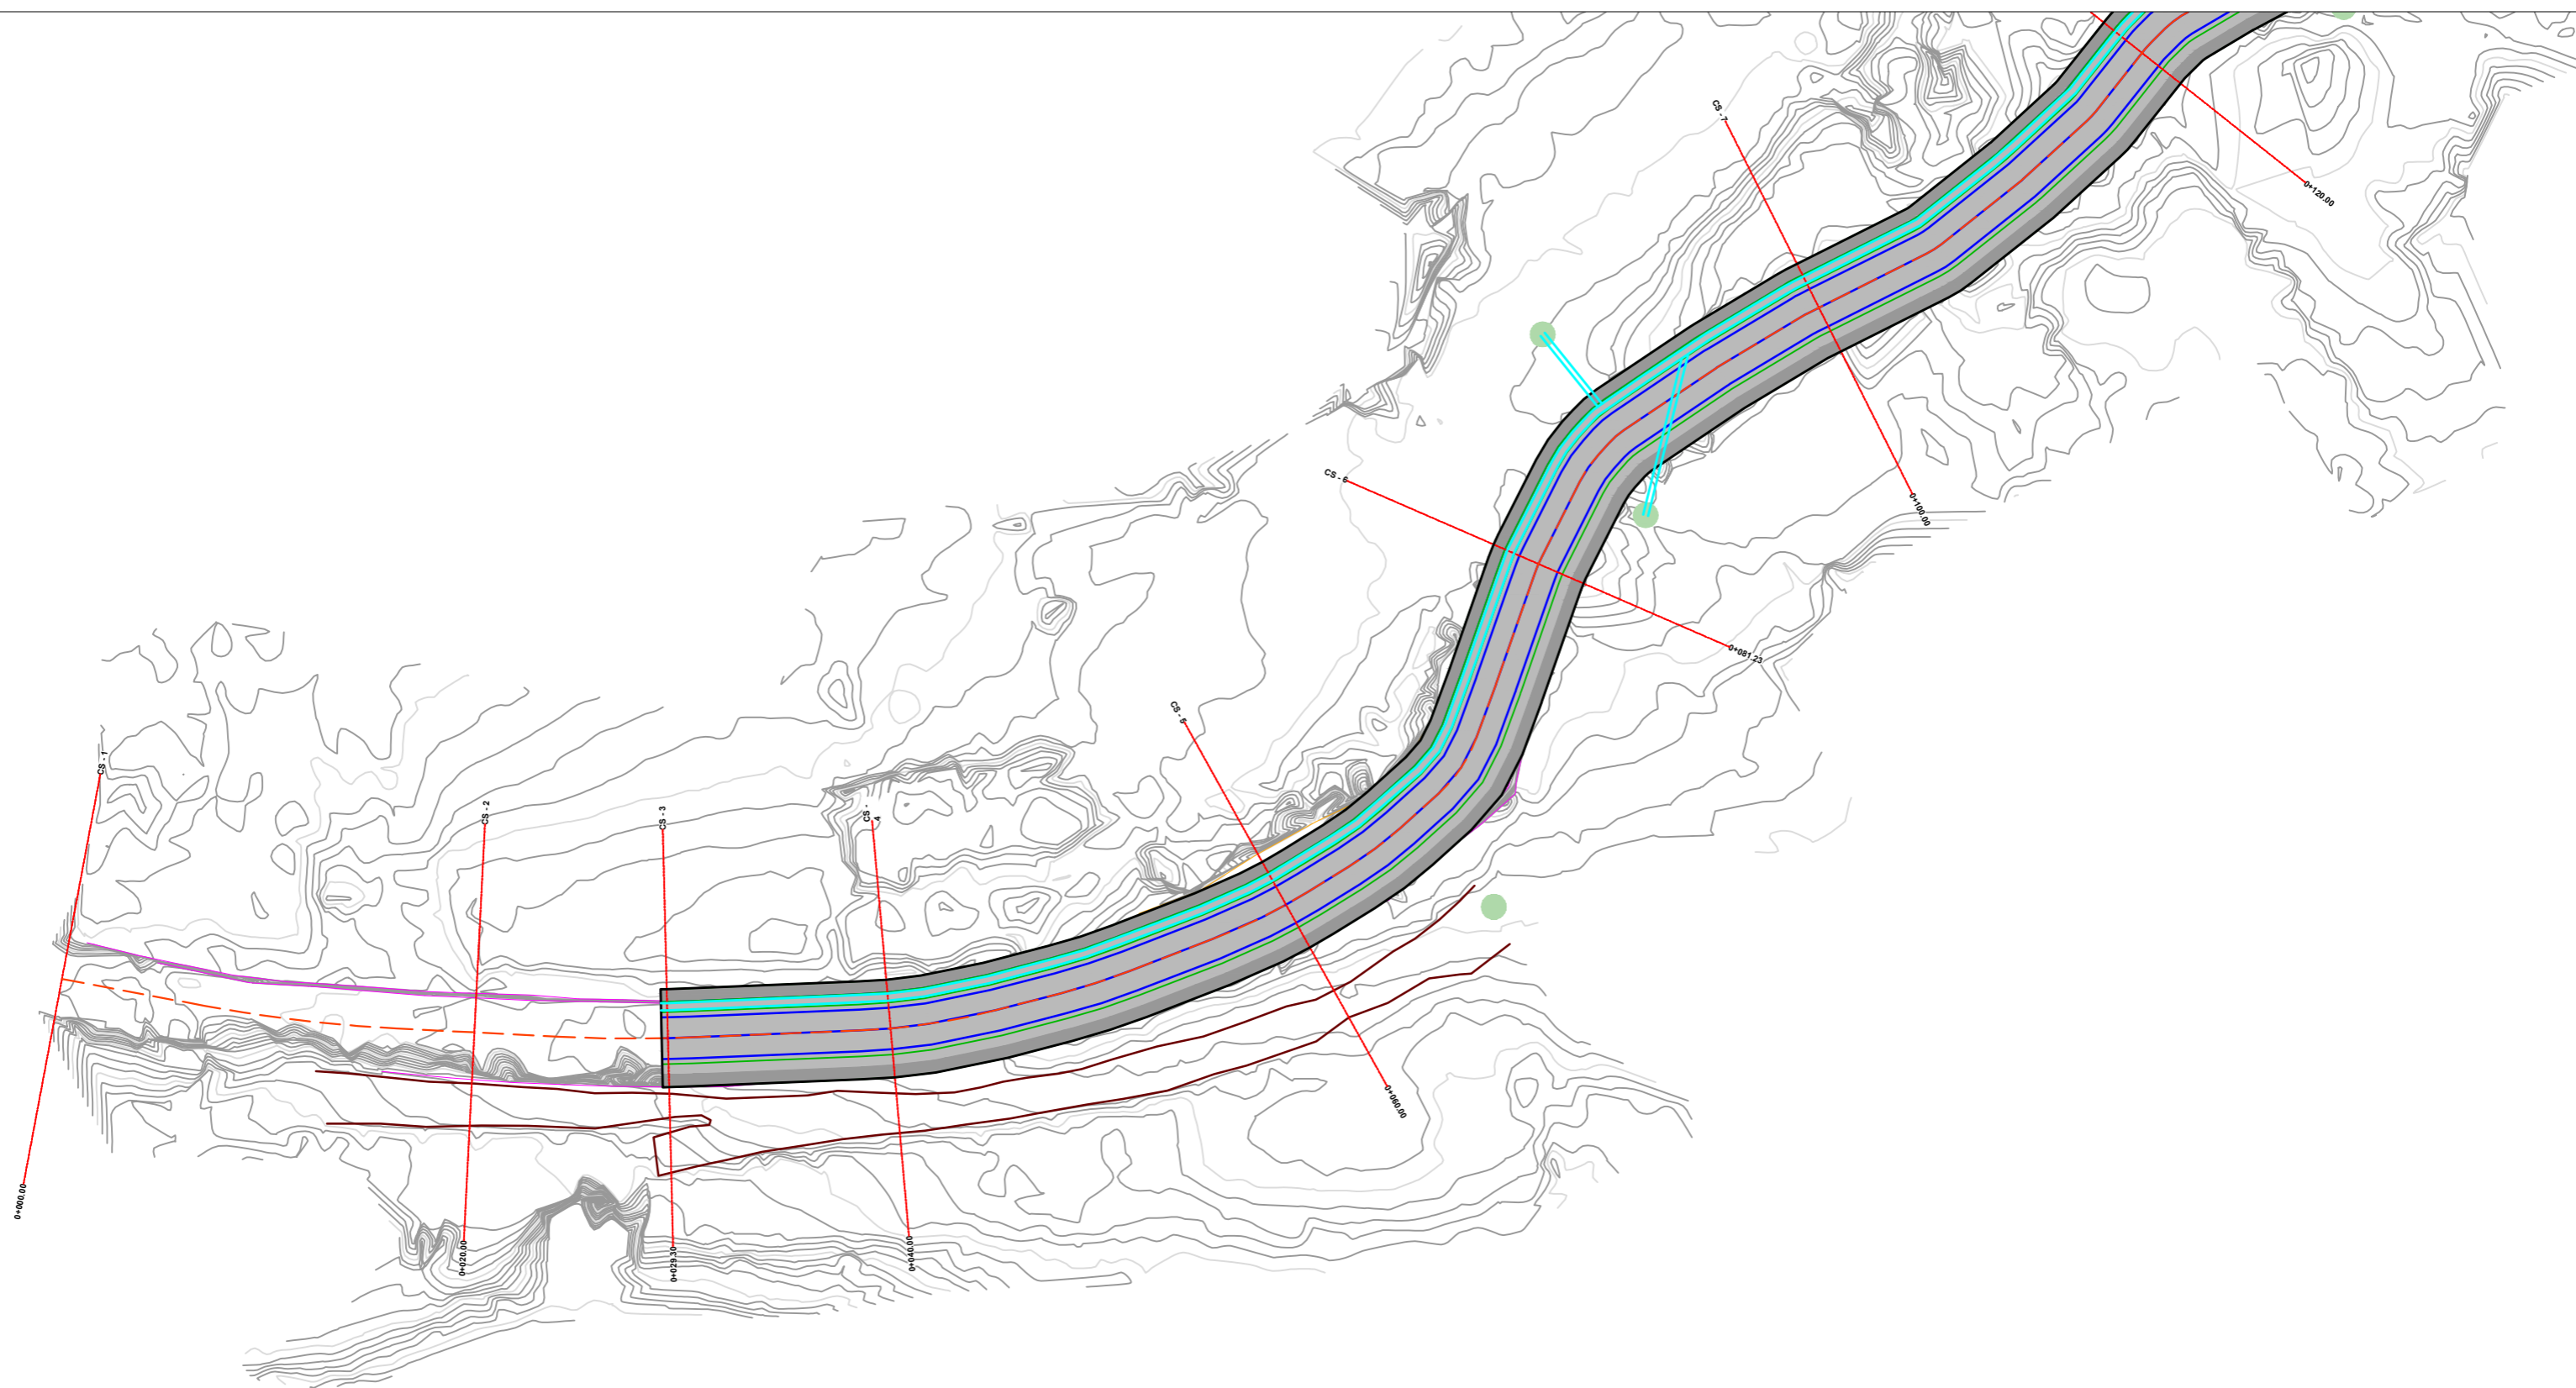 CS - 7
0+120.00
CS - 6
0+100.00
0+081.23
CS - 5
CS - 1
CS - 2
CS - 3
CS -
4
0+060.00
0+000.00
0+020.00
0+029.30
0+040.00